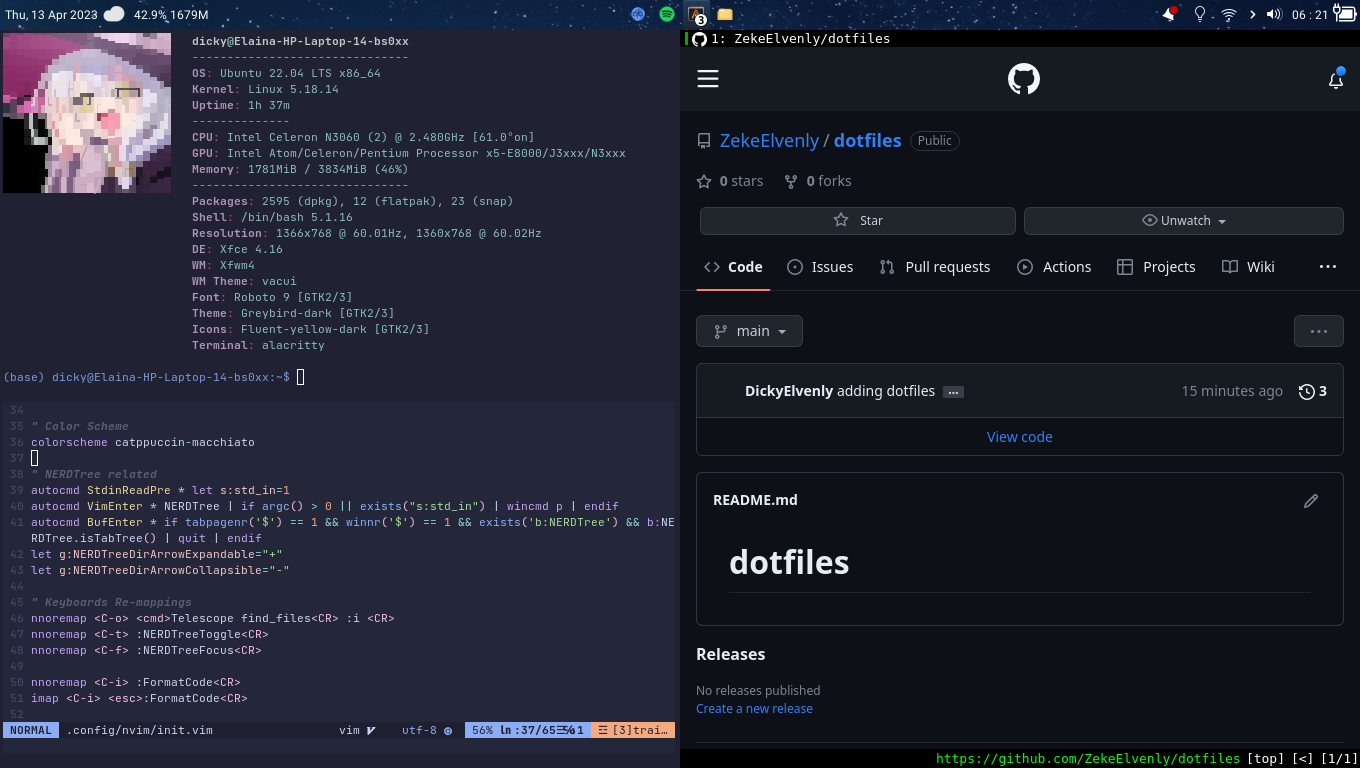 Thu, 13 Apr 2023 42.9% 1679M
3
06 : 21
dicky@Elaina-HP-Laptop-14-bs0xx
-------------------------------
OS: Ubuntu 22.04 LTS x86_64
Kernel: Linux 5.18.14
Uptime: 1h 37m
--------------
CPU: Intel Celeron N3060 (2) @ 2.480GHz [61.0°on]
GPU: Intel Atom/Celeron/Pentium Processor x5-E8000/J3xxx/N3xxx
Memory: 1781MiB / 3834MiB (46%)
-------------------------------
Packages: 2595 (dpkg), 12 (flatpak), 23 (snap)
Shell: /bin/bash 5.1.16
Resolution: 1366x768 @ 60.01Hz, 1360x768 @ 60.02Hz
DE: Xfce 4.16
WM: Xfwm4
WM Theme: vacui
Font: Roboto 9 [GTK2/3]
Theme: Greybird-dark [GTK2/3]
Icons: Fluent-yellow-dark [GTK2/3]
Terminal: alacritty
(base) dicky@Elaina-HP-Laptop-14-bs0xx:~$
34
35 " Color Scheme
36 colorscheme catppuccin-macchiato
37
38 " NERDTree related
39 autocmd StdinReadPre * let s:std_in=1
40 autocmd VimEnter * NERDTree | if argc() > 0 || exists("s:std_in") | wincmd p | endif
41 autocmd BufEnter * if tabpagenr('$') == 1 && winnr('$') == 1 && exists('b:NERDTree') && b:NE
RDTree.isTabTree() | quit | endif
42 let g:NERDTreeDirArrowExpandable="+"
43 let g:NERDTreeDirArrowCollapsible="-"
44
45 " Keyboards Re-mappings
46 nnoremap <C-o> <cmd>Telescope find_files<CR> :i <CR>
47 nnoremap <C-t> :NERDTreeToggle<CR>
48 nnoremap <C-f> :NERDTreeFocus<CR>
49
50 nnoremap <C-i> :FormatCode<CR>
51 imap <C-i> <esc>:FormatCode<CR>
52
NORMAL .config/nvim/init.vim vim utf-8 56% ln:37/65 ℅:1 [3]trai…
1: ZekeElvenly/dotfiles
ZekeElvenly / dotfiles Public
0 stars 0 forks
Star Unwatch
Code Issues Pull requests Actions Projects Wiki ...
main ...
DickyElvenly adding dotfiles ... 15 minutes ago 3
View code
README.md
dotfiles
Releases
No releases published
Create a new release
https://github.com/ZekeElvenly/dotfiles [top] [<] [1/1]